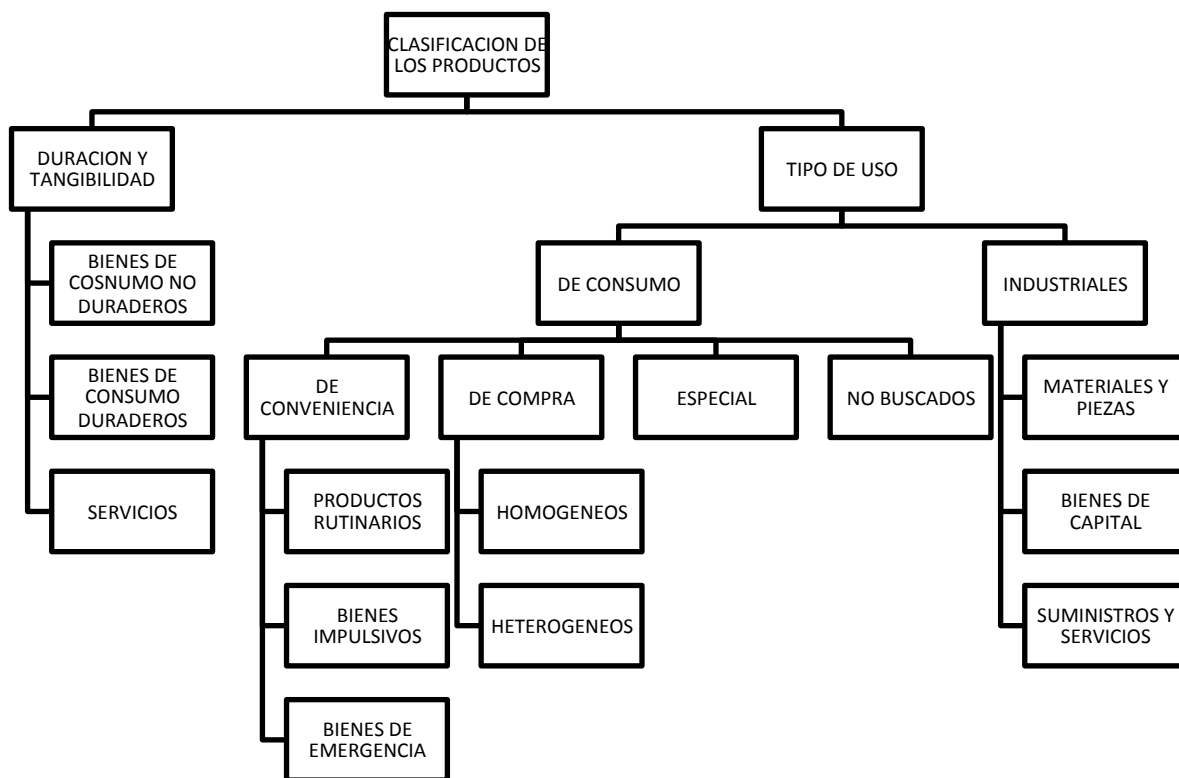 CLASIFICACION DE
LOS PRODUCTOS
DURACION Y
TANGIBILIDAD
TIPO DE USO
BIENES DE
COSNUMO NO
DURADEROS
DE CONSUMO
INDUSTRIALES
BIENES DE
CONSUMO
DURADEROS
DE
CONVENIENCIA
DE COMPRA
ESPECIAL
NO BUSCADOS
MATERIALES Y
PIEZAS
SERVICIOS
PRODUCTOS
RUTINARIOS
HOMOGENEOS
BIENES DE
CAPITAL
BIENES
IMPULSIVOS
HETEROGENEOS
SUMINISTROS Y
SERVICIOS
BIENES DE
EMERGENCIA